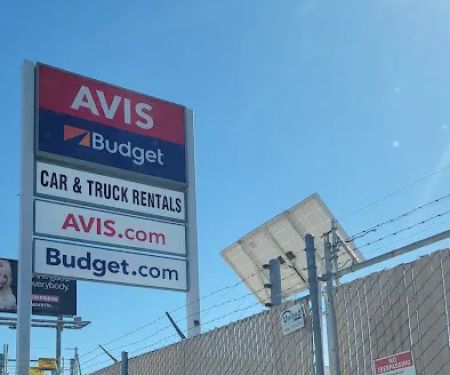 AVIS
Budget
CAR & TRUCK RENTALS
AVIS.com
Budget.com
everybody.
NO
TRESPASSING